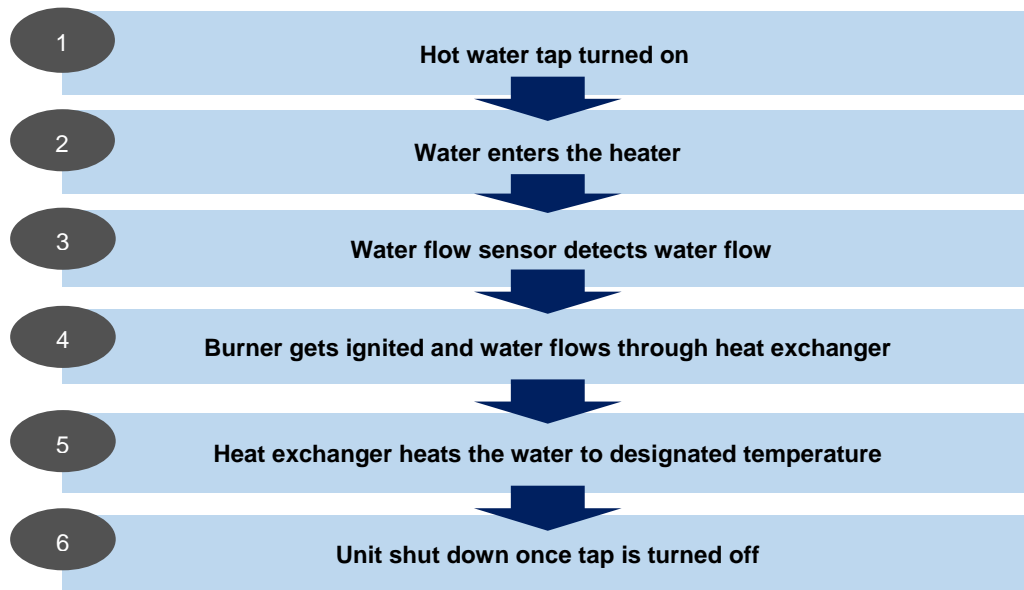 1
Hot water tap turned on
2
Water enters the heater
3
Water flow sensor detects water flow
4
Burner gets ignited and water flows through heat exchanger
5
Heat exchanger heats the water to designated temperature
6
Unit shut down once tap is turned off